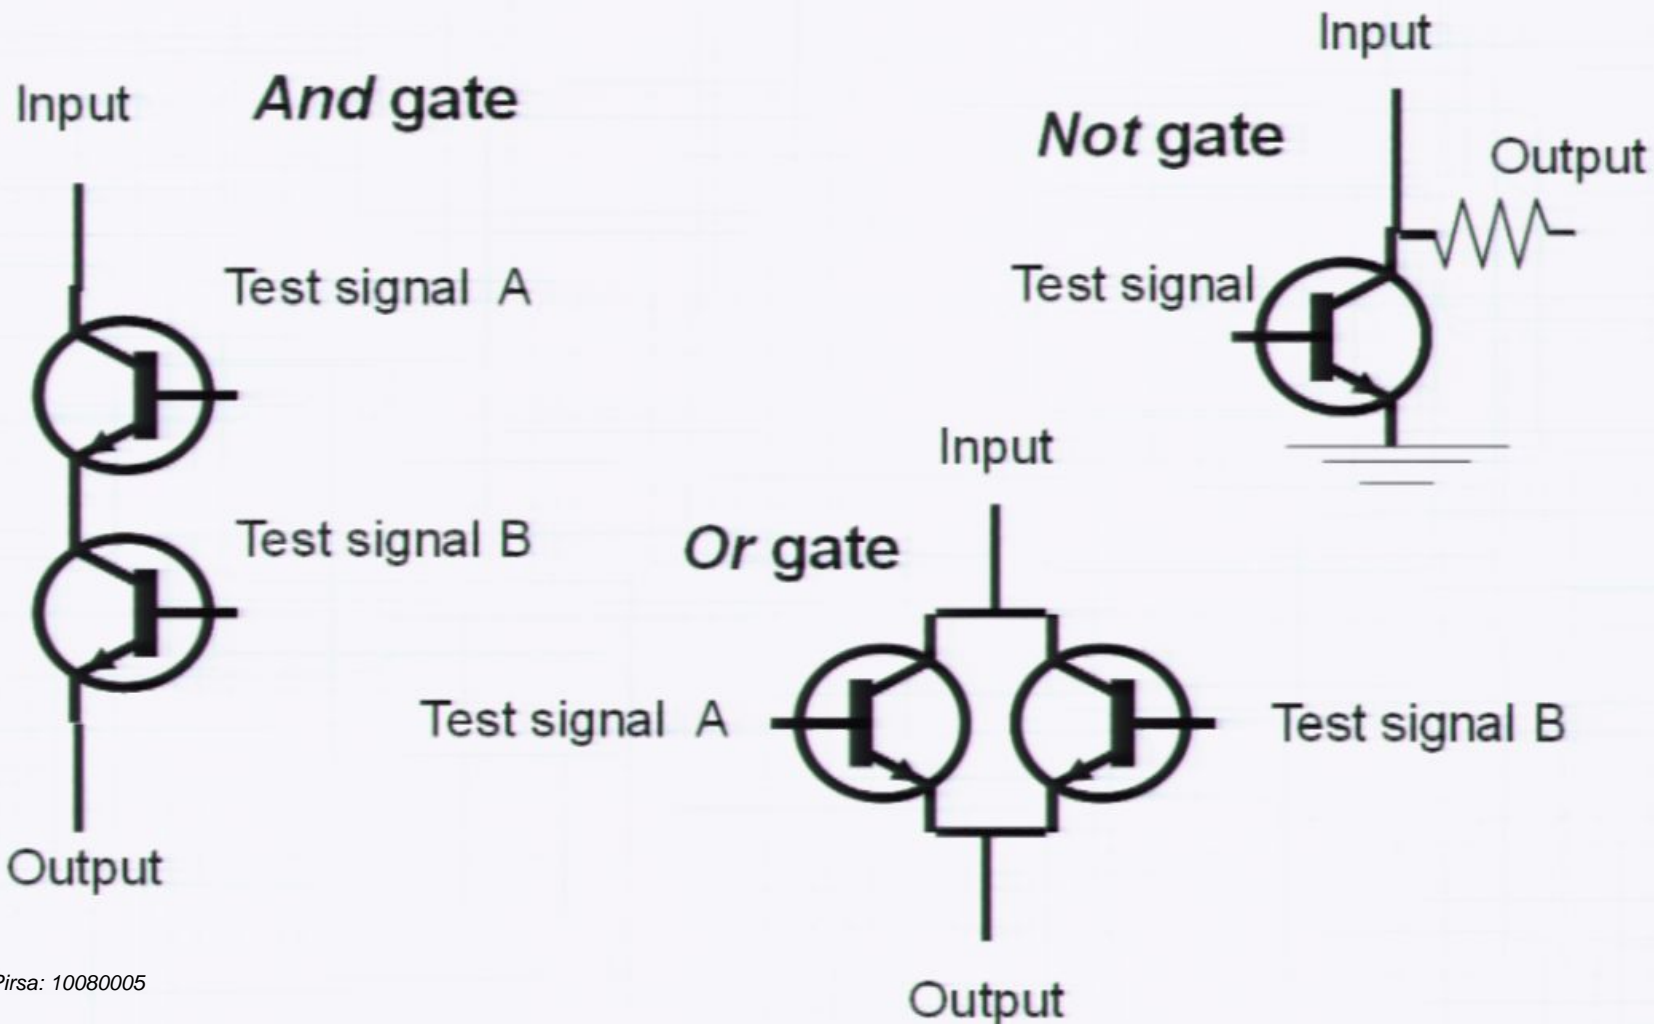 Input
And gate
Test signal A
Test signal B
Output
Input
Not gate
Output
Test signal
Input
Or gate
Test signal A
Test signal B
Output
Pirsa: 10080005